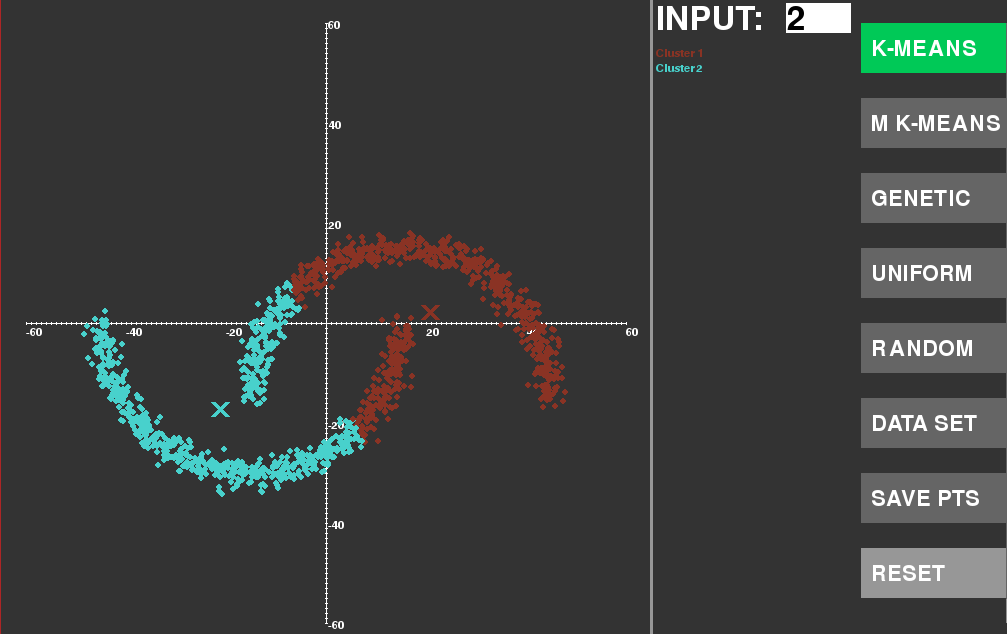 INPUT: 2
Cluster 1
Cluster2
K-MEANS
M K-MEANS
GENETIC
UNIFORM
RANDOM
DATA SET
SAVE PTS
RESET
60
40
20
-60 -40 -20 20 40 60
-20
-40
-60